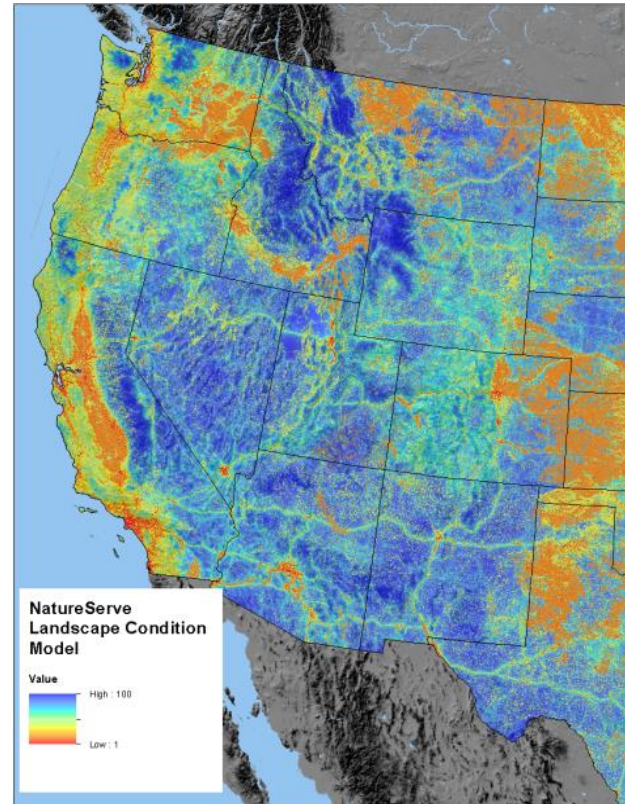 NatureServe
Landscape Condition
Model
Value
High : 100
Low : 1